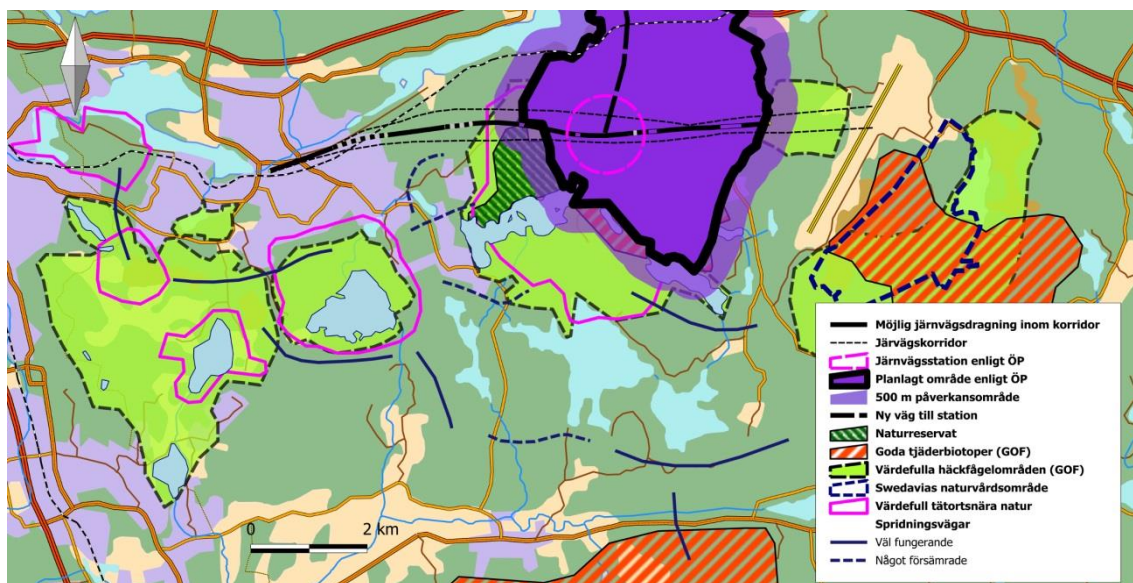 0 2 km
Möjlig järnvägsdragning inom korridor
Järvägskorridor
Järnvägsstation enligt ÖP
Planlagt område enligt ÖP
500 m påverkansområde
Ny väg till station
Naturreservat
Goda tjäderbiotoper (GOF)
Värdefulla häckfågelområden (GOF)
Swedavias naturvårdsområde
Värdefull tätortsnära natur
Spridningsvägar
Väl fungerande
Något försämrade